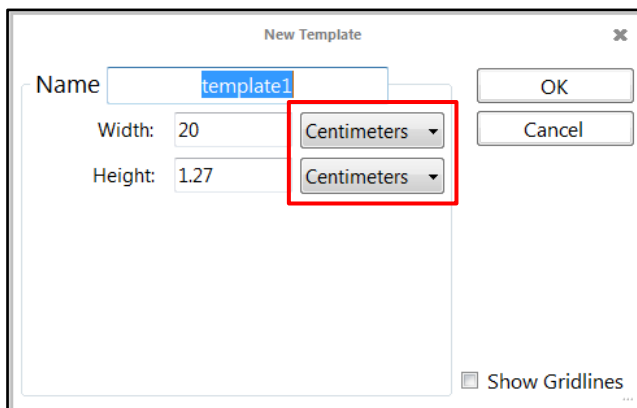 New Template
Name template1
OK
Width: 20 Centimeters
Cancel
Height: 1.27 Centimeters
Show Gridlines